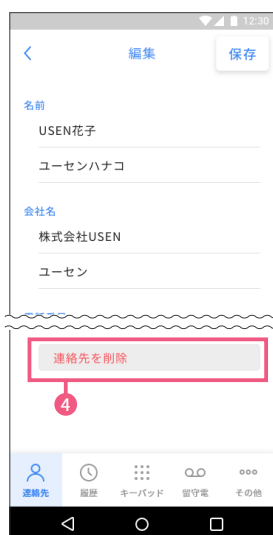 12:30
編集
保存
名前
USEN花子
ユーセンハナコ
会社名
株式会社USEN
ユーセン
連絡先を削除
4
連絡先
履歴
キーパッド
留守電
その他